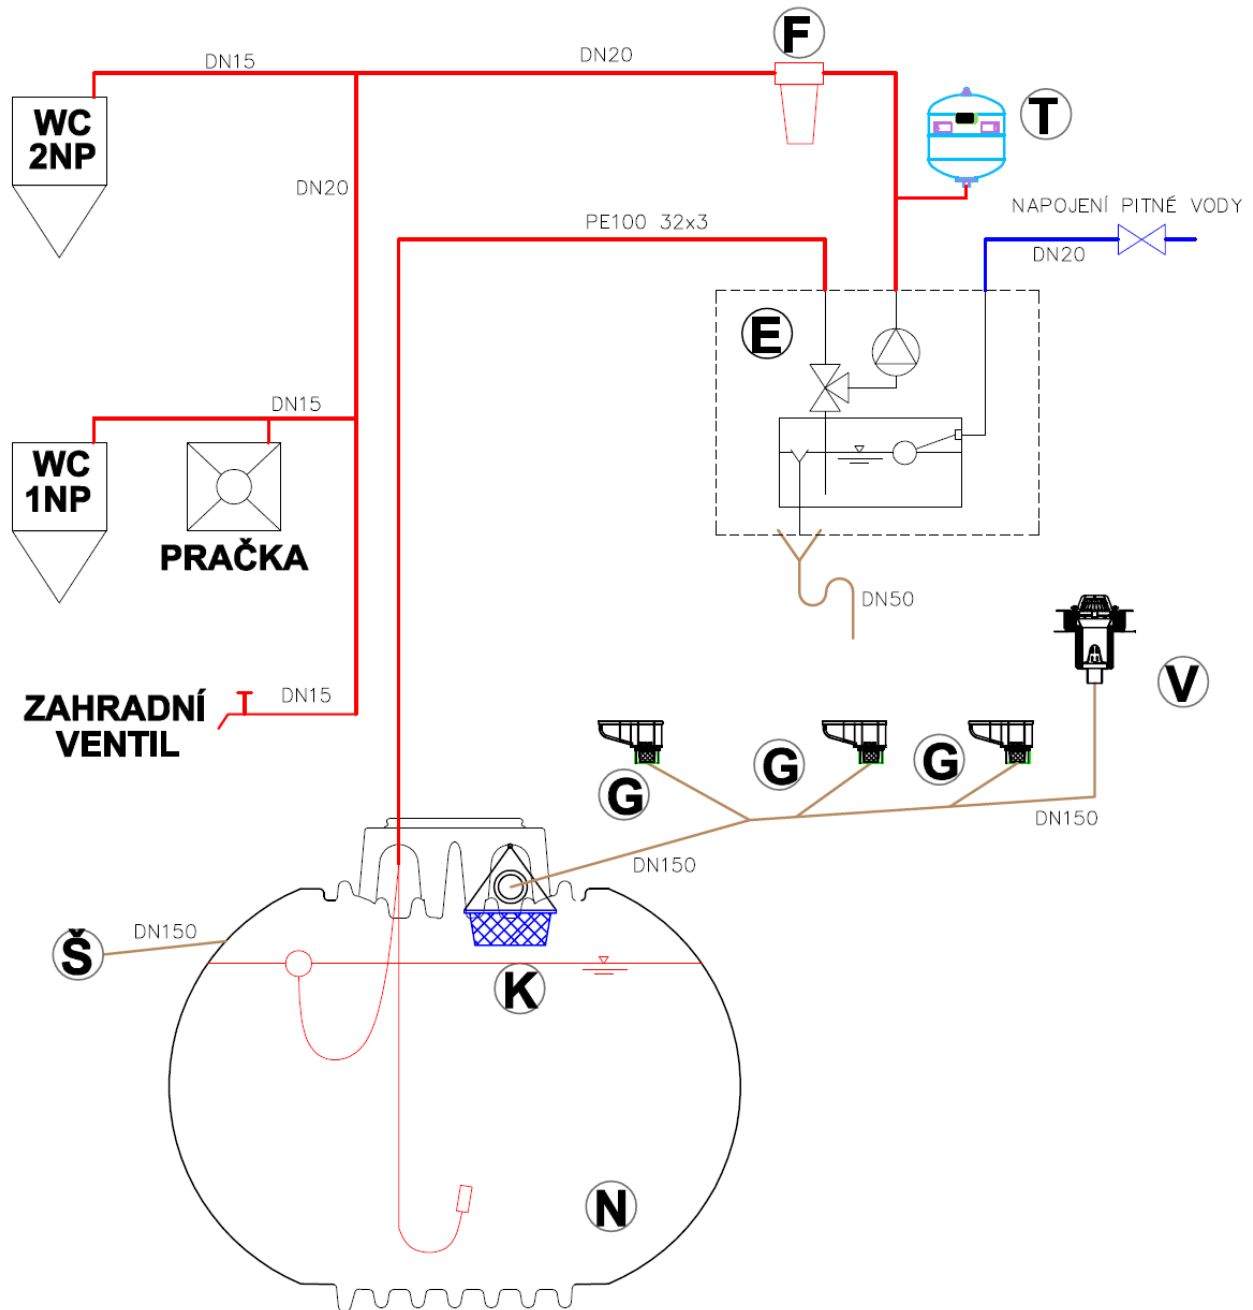 F
DN15
DN20
WC
2NP
T
DN20
NAPOJENÍ PITNÉ VODY
PE100 32x3
DN20
E
DN15
WC
1NP
PRAČKA
DN50
V
ZAHRADNÍ
VENTIL
DN15
G
G
G
DN150
DN150
DN150
Š
K
N